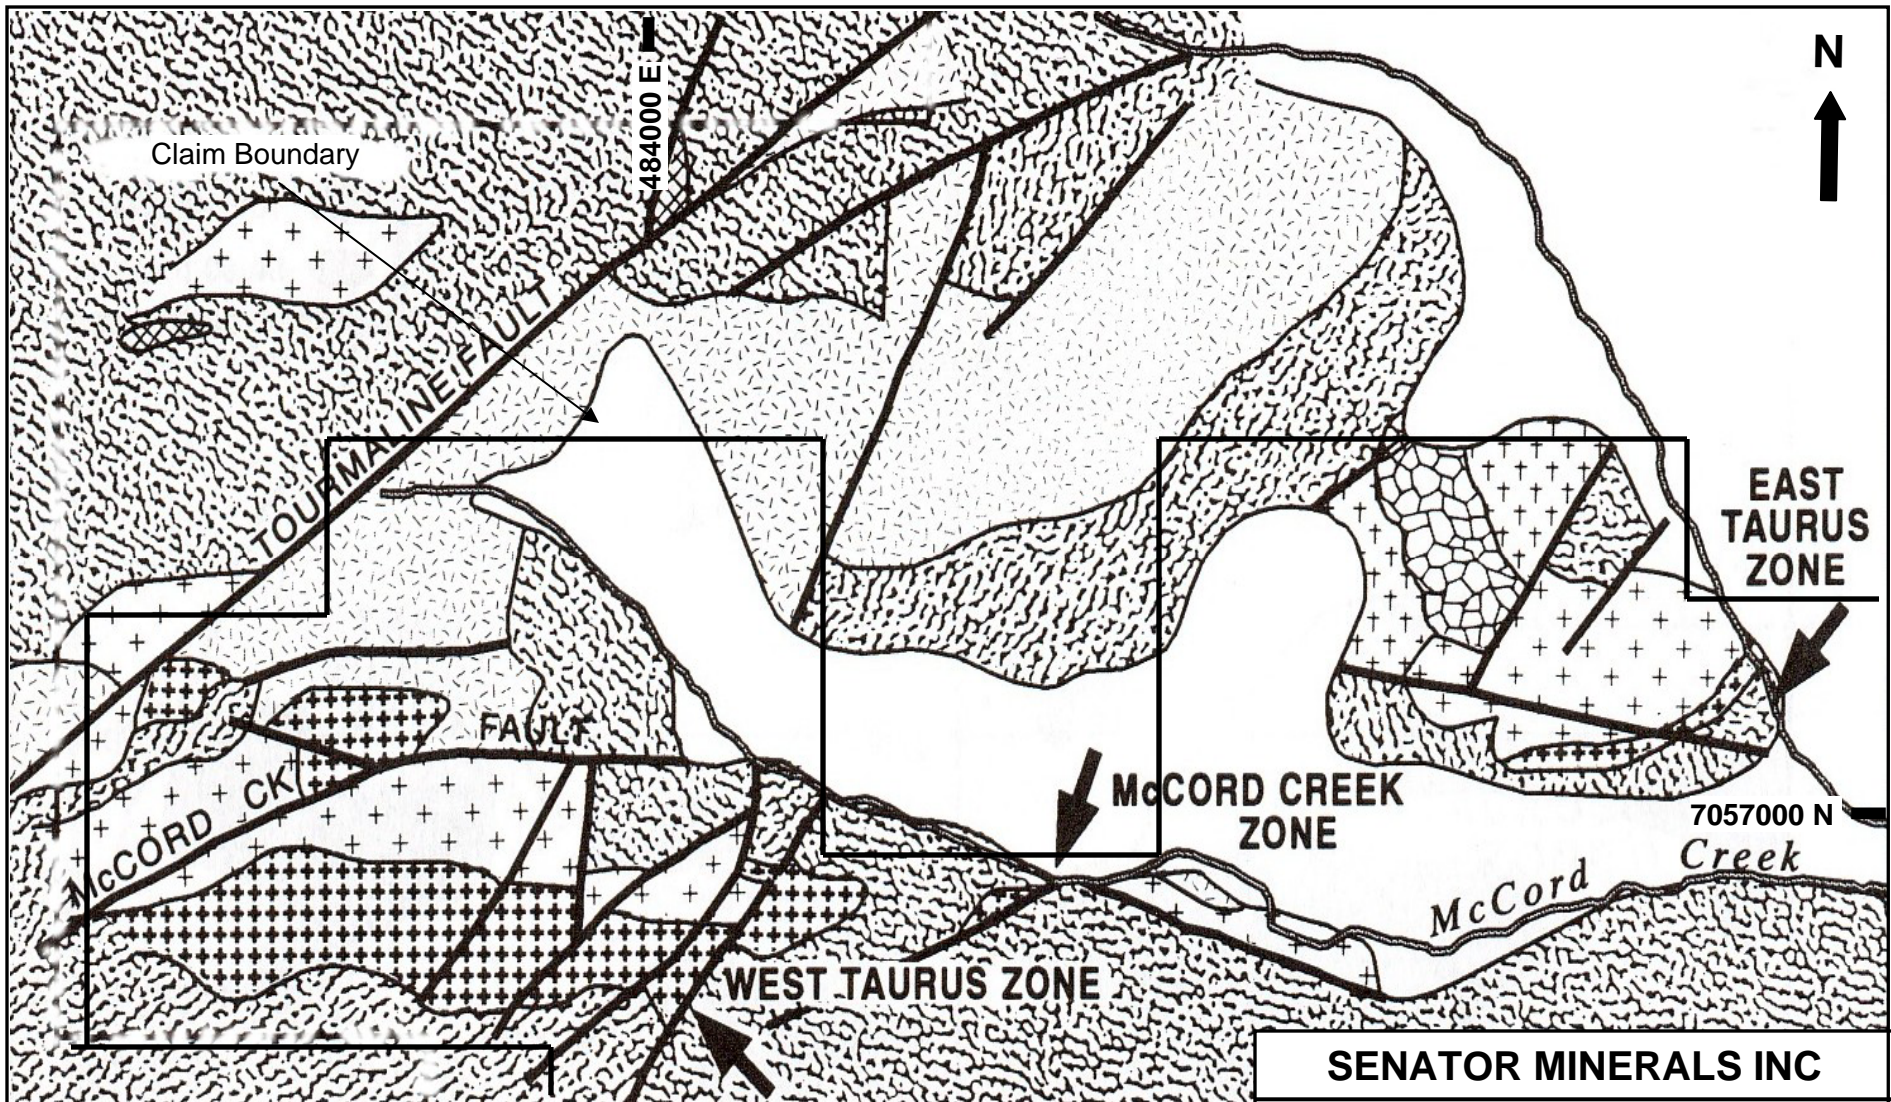 N
484000 E
Claim Boundary
TOURMALINE FAULT
EAST
TAURUS
ZONE
FAULT
McCORD CK
McCORD CREEK
ZONE
7057000 N
McCord Creek
WEST TAURUS ZONE
SENATOR MINERALS INC